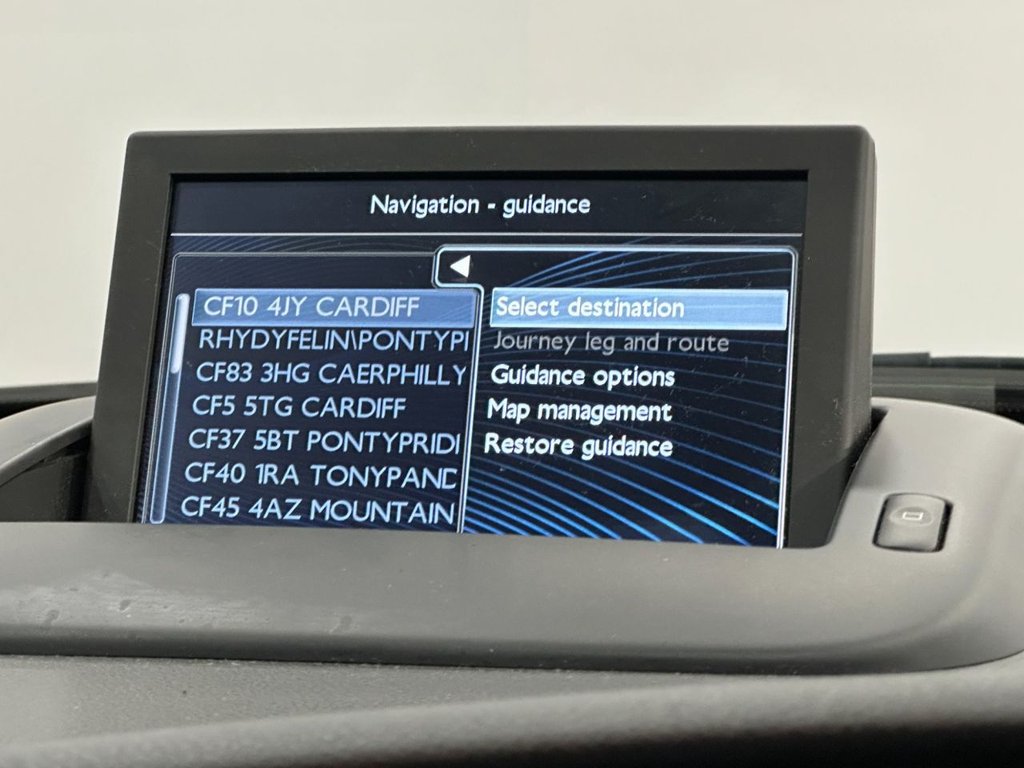 Navigation - guidance
CF10 4JY CARDIFF
RHYDYFELIN\PONTYPI
CF83 3HG CAERPHILLY
CF5 5TG CARDIFF
CF37 5BT PONTYPRIDI
CF40 1RA TONYPAND
CF45 4AZ MOUNTAIN
Select destination
Journey leg and route
Guidance options
Map management
Restore guidance